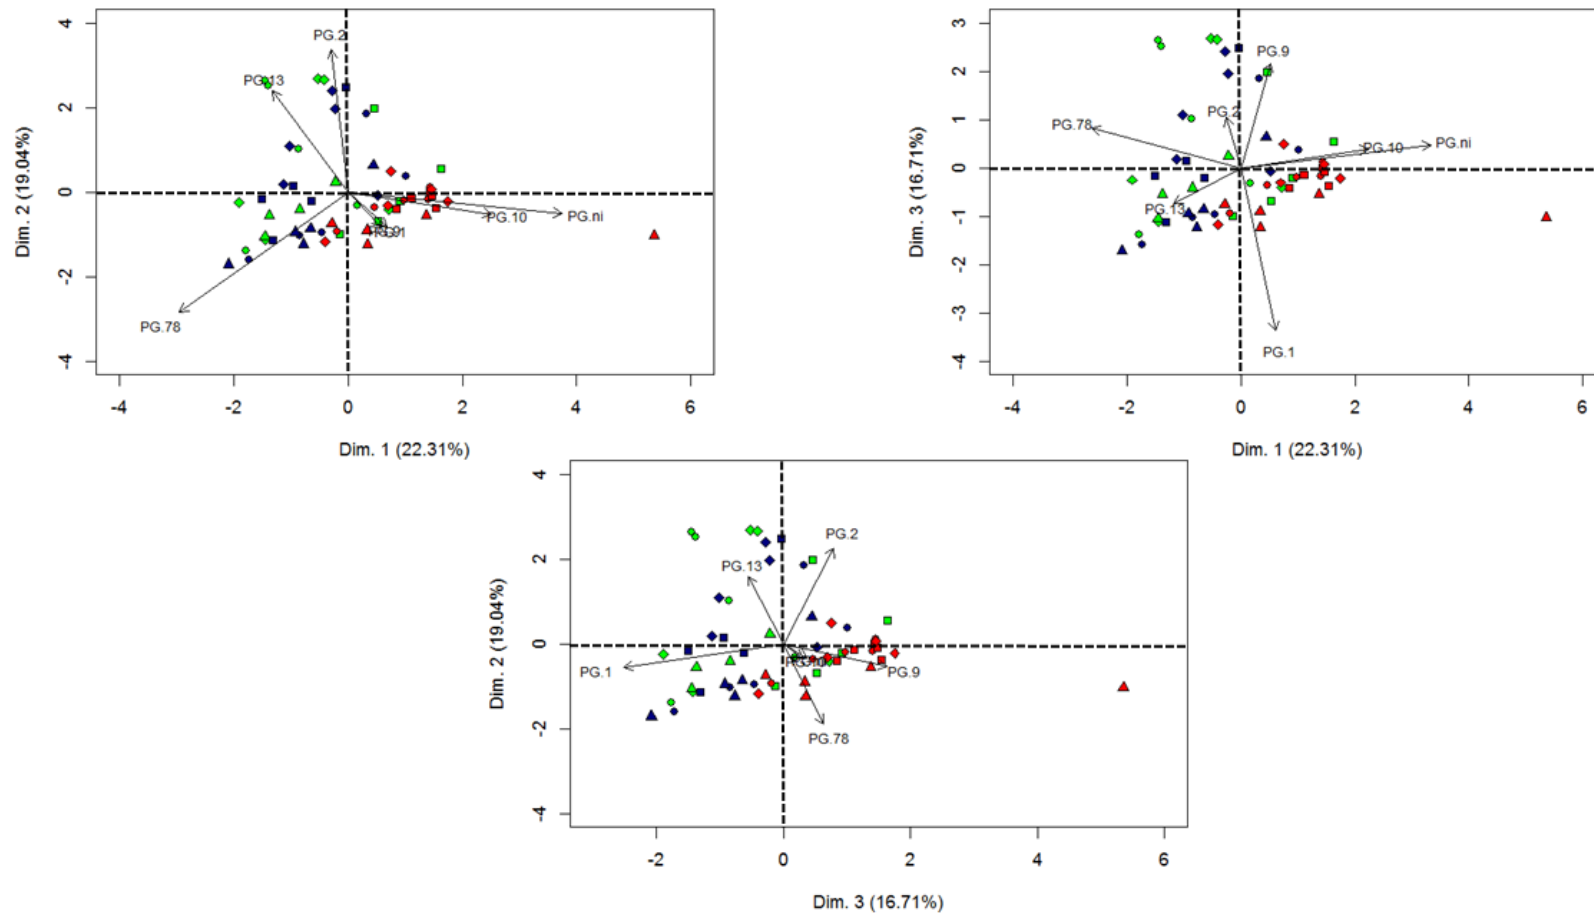 4
2
0
-2
-4
Dim. 2 (19.04%)
PG.2
PG.13
PG.10
PG.ni
PG.78
-4
-2
0
2
4
6
Dim. 1 (22.31%)
3
2
1
0
-1
-2
-3
-4
Dim. 3 (16.71%)
PG.9
PG.2
PG.78
PG.10
PG.ni
PG.13
PG.1
-4
-2
0
2
4
6
Dim. 1 (22.31%)
4
2
0
-2
-4
Dim. 2 (19.04%)
PG.2
PG.13
PG.1
PG.9
PG.78
-2
0
2
4
6
Dim. 3 (16.71%)